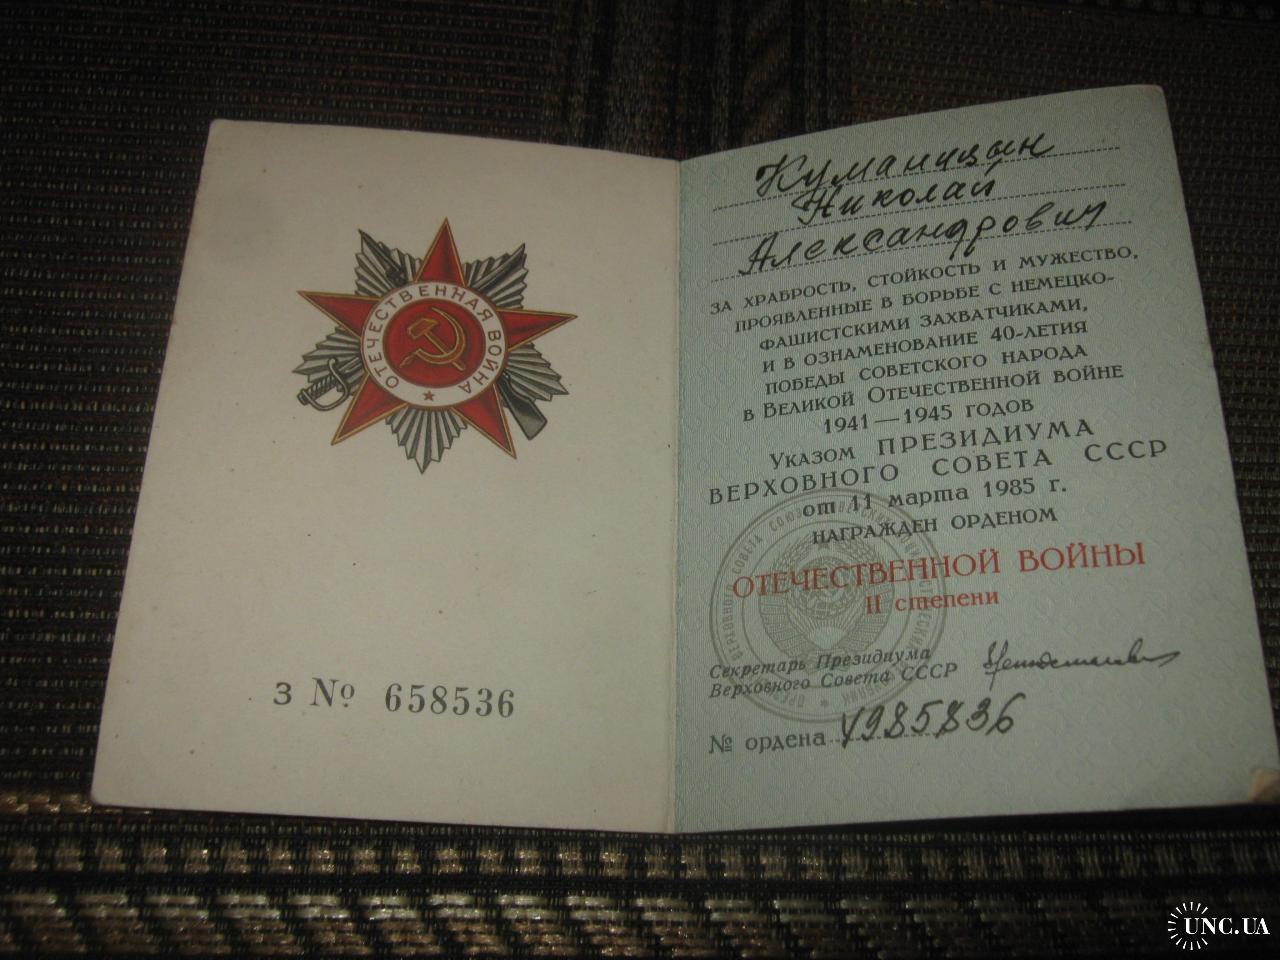 ОТЕЧЕСТВЕННАЯ ВОЙНА
З № 658536
Куманицын
Николай
Александрович
ЗА ХРАБРОСТЬ, СТОЙКОСТЬ И МУЖЕСТВО,
ПРОЯВЛЕННЫЕ В БОРЬБЕ С НЕМЕЦКО-
ФАШИСТСКИМИ ЗАХВАТЧИКАМИ,
И В ОЗНАМЕНОВАНИЕ 40-ЛЕТИЯ
ПОБЕДЫ СОВЕТСКОГО НАРОДА
В ВЕЛИКОЙ ОТЕЧЕСТВЕННОЙ ВОЙНЕ
1941—1945 ГОДОВ
УКАЗОМ ПРЕЗИДИУМА
ВЕРХОВНОГО СОВЕТА СССР
от 11 марта 1985 г.
НАГРАЖДЕН ОРДЕНОМ
ОТЕЧЕСТВЕННОЙ ВОЙНЫ
II степени
Секретарь Президиума
Верховного Совета СССР
№ ордена 4985836
UNC.UA